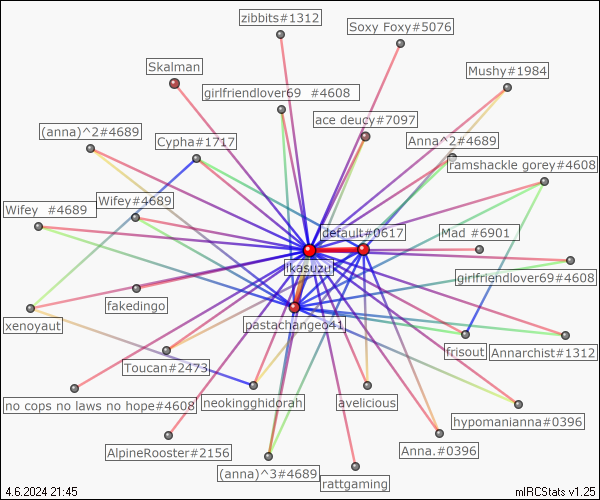 zibbits#1312
Soxy Foxy#5076
Skalman
Mushy#1984
girlfriendlover69 #4608
ace deucy#7097
(anna)^2#4689
Cypha#1717
Anna^2#4689
ramshackle gorey#4608
Wifey #4689
Wifey#4689
default#0617
Mad #6901
ikasuzu
girlfriendlover69#4608
fakedingo
xenoyaut
pastachangeo41
frisout
Annarchist#1312
Toucan#2473
no cops no laws no hope#4608
neokingghidorah
avelicious
hypomanianna#0396
AlpineRooster#2156
Anna.#0396
(anna)^3#4689
rattgaming
4.6.2024 21:45
mIRCStats v1.25